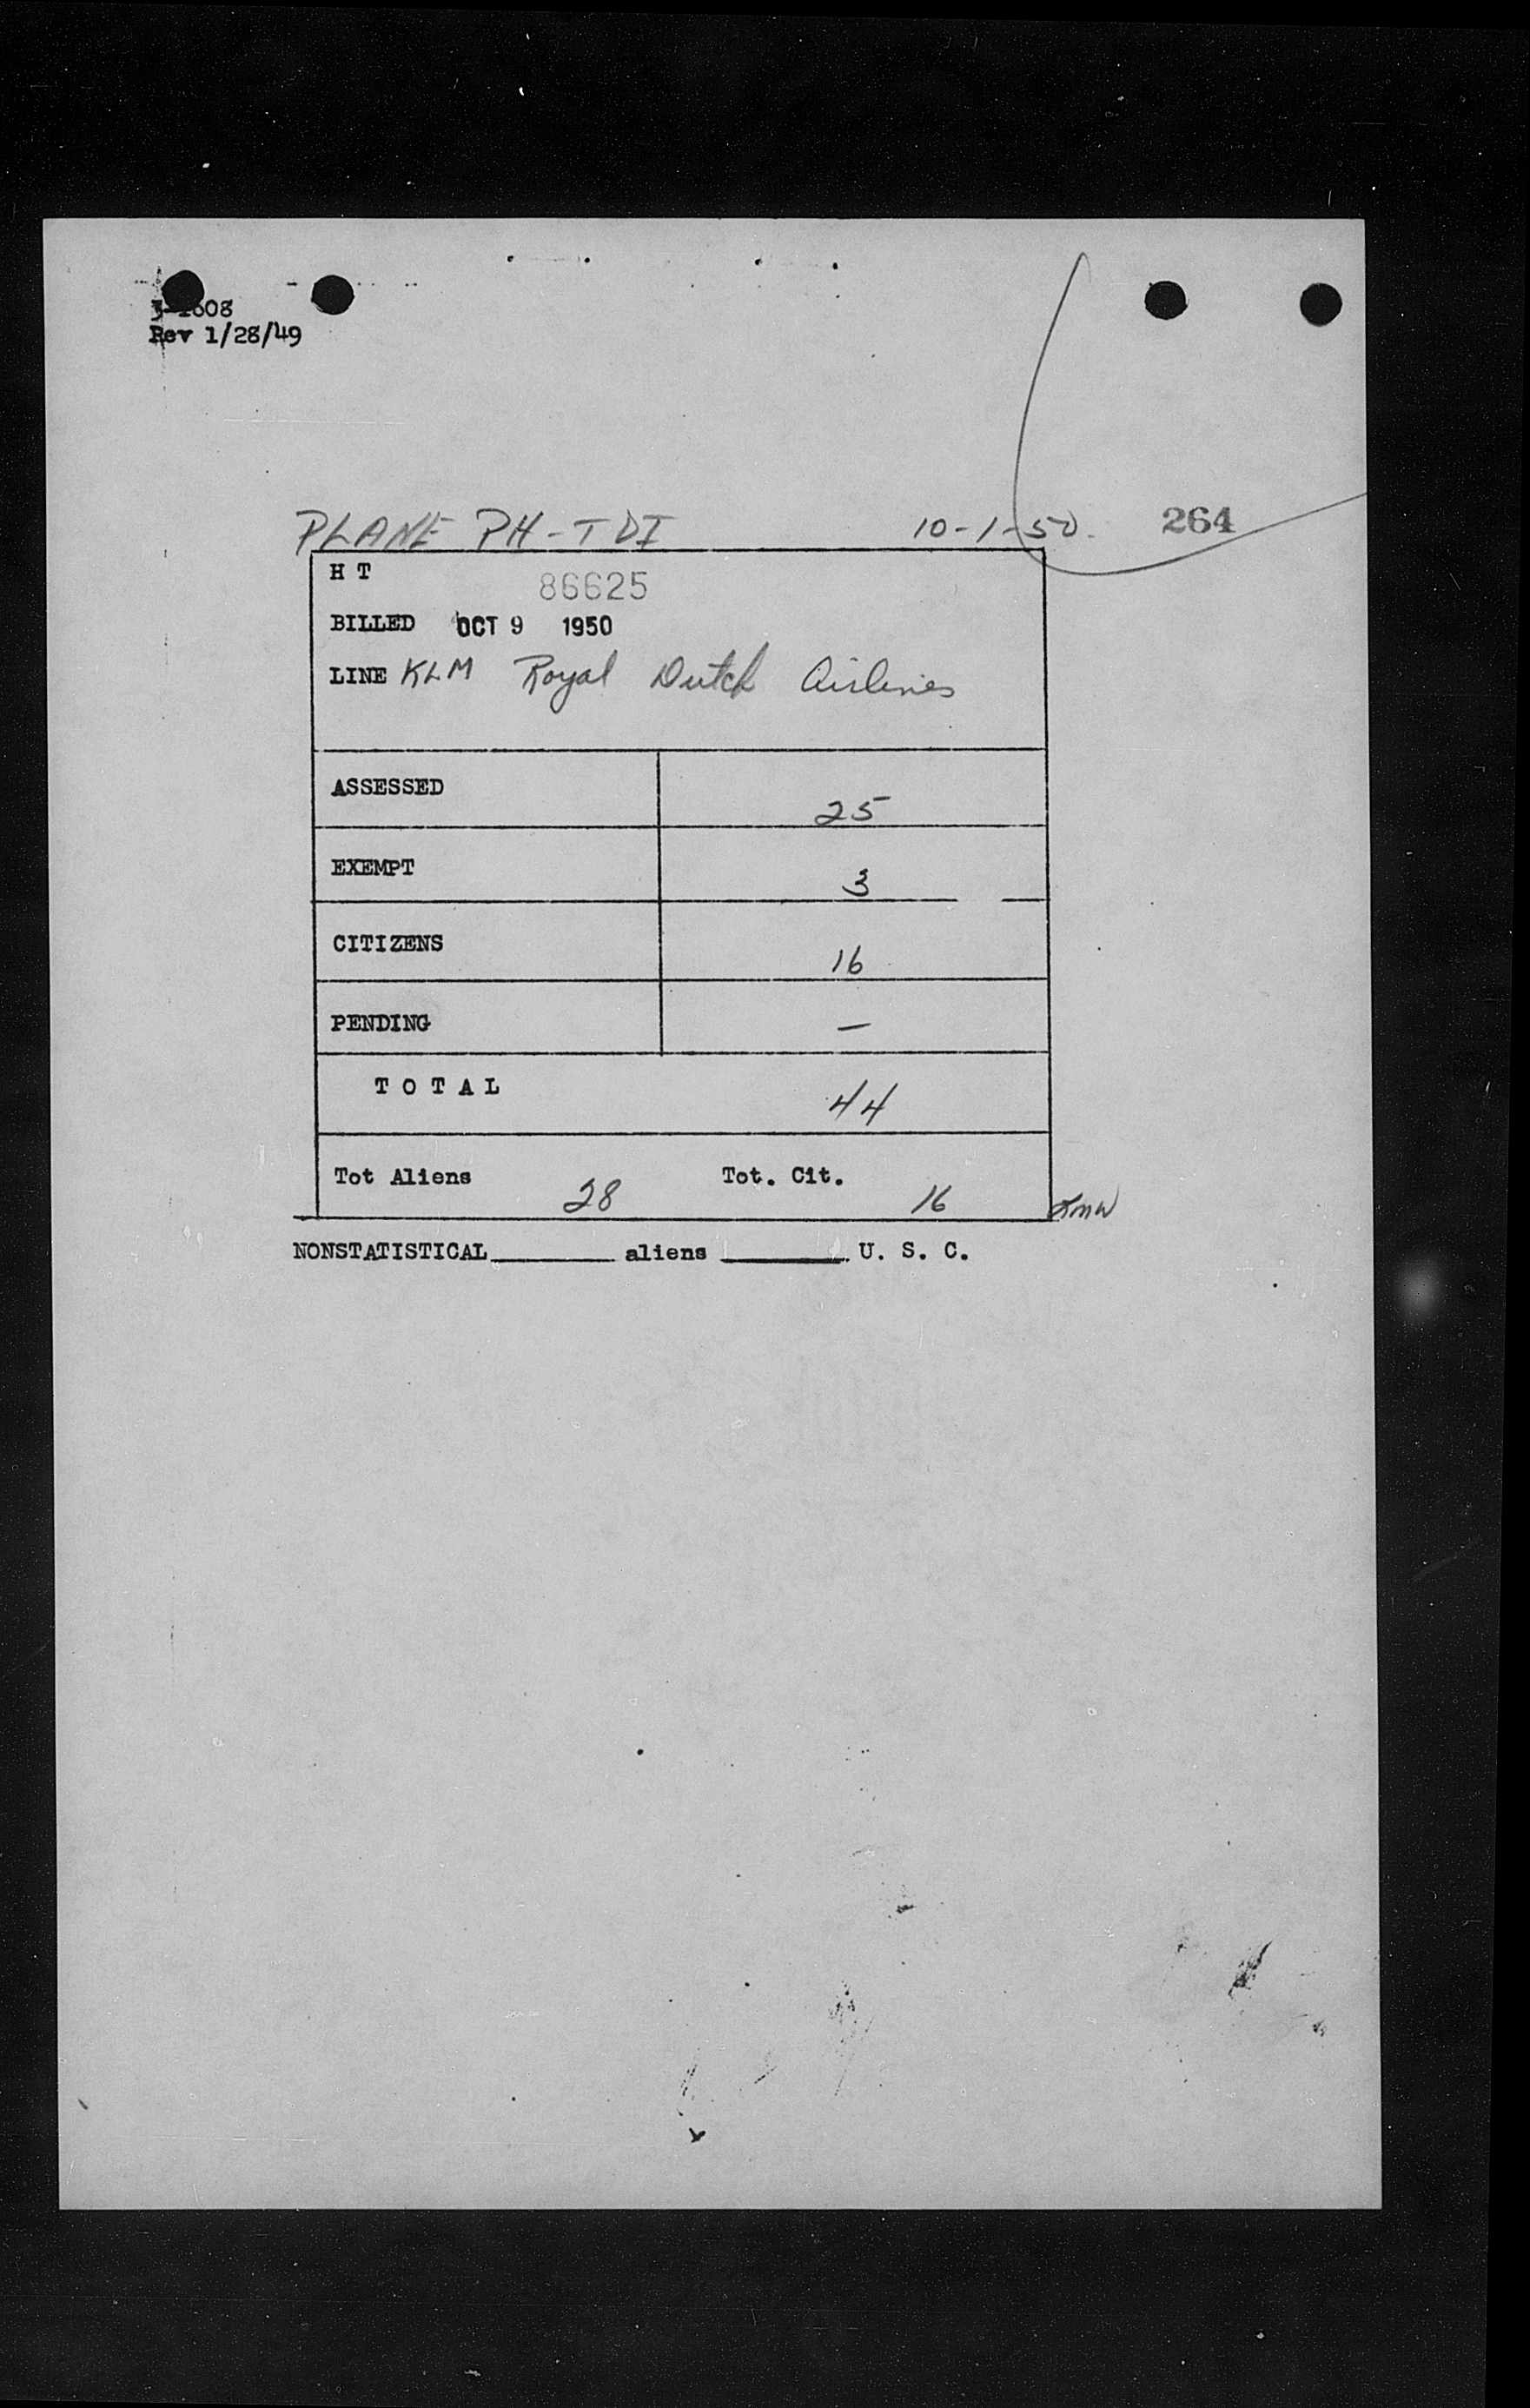 Rev 1/28/49
PLANE PH-TDI 10-1-50. 264
H T 86625
BILLED OCT 9 1950
LINE KLM Royal Dutch Airlines
ASSESSED 25
EXEMPT 3
CITIZENS 16
PENDING —
TOTAL 44
Tot Aliens 28 Tot. Cit. 16
NONSTATISTICAL aliens U. S. C.